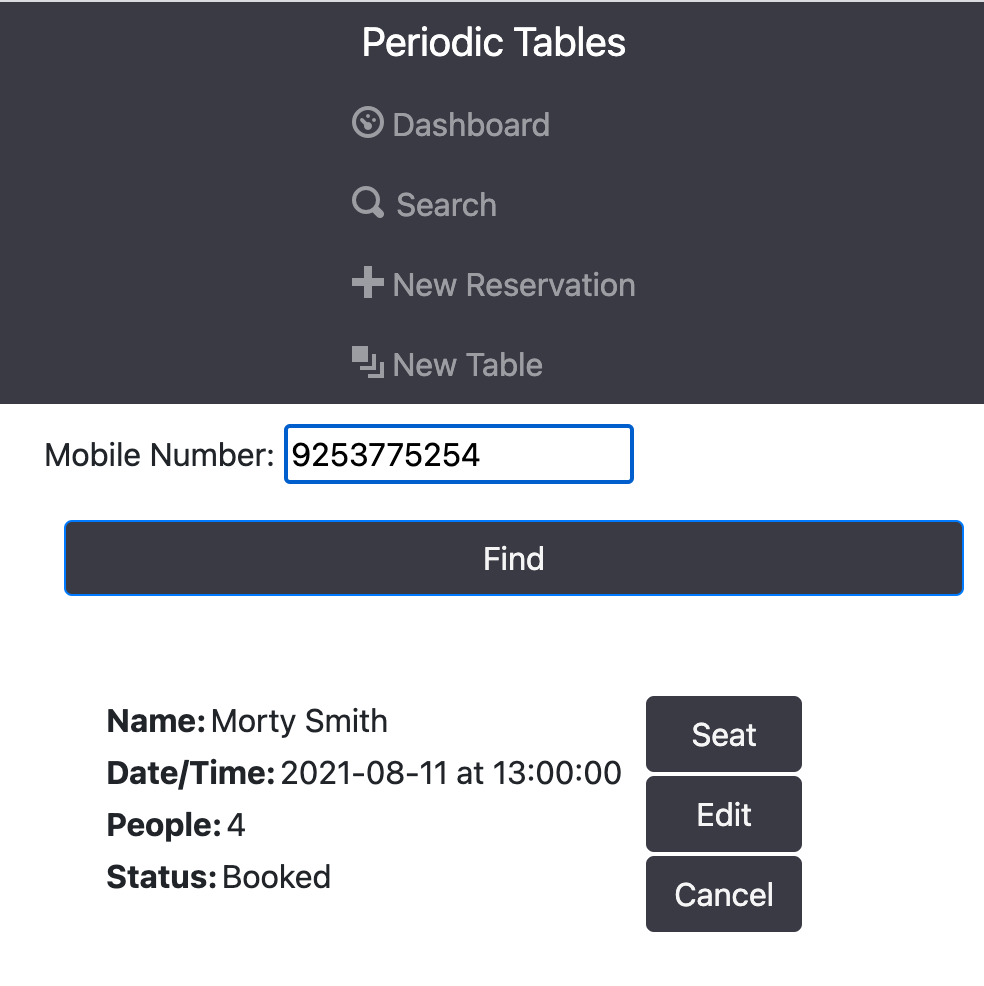 Periodic Tables
Dashboard
Search
New Reservation
New Table
Mobile Number: 9253775254
Find
Name: Morty Smith
Date/Time: 2021-08-11 at 13:00:00
People: 4
Status: Booked
Seat
Edit
Cancel